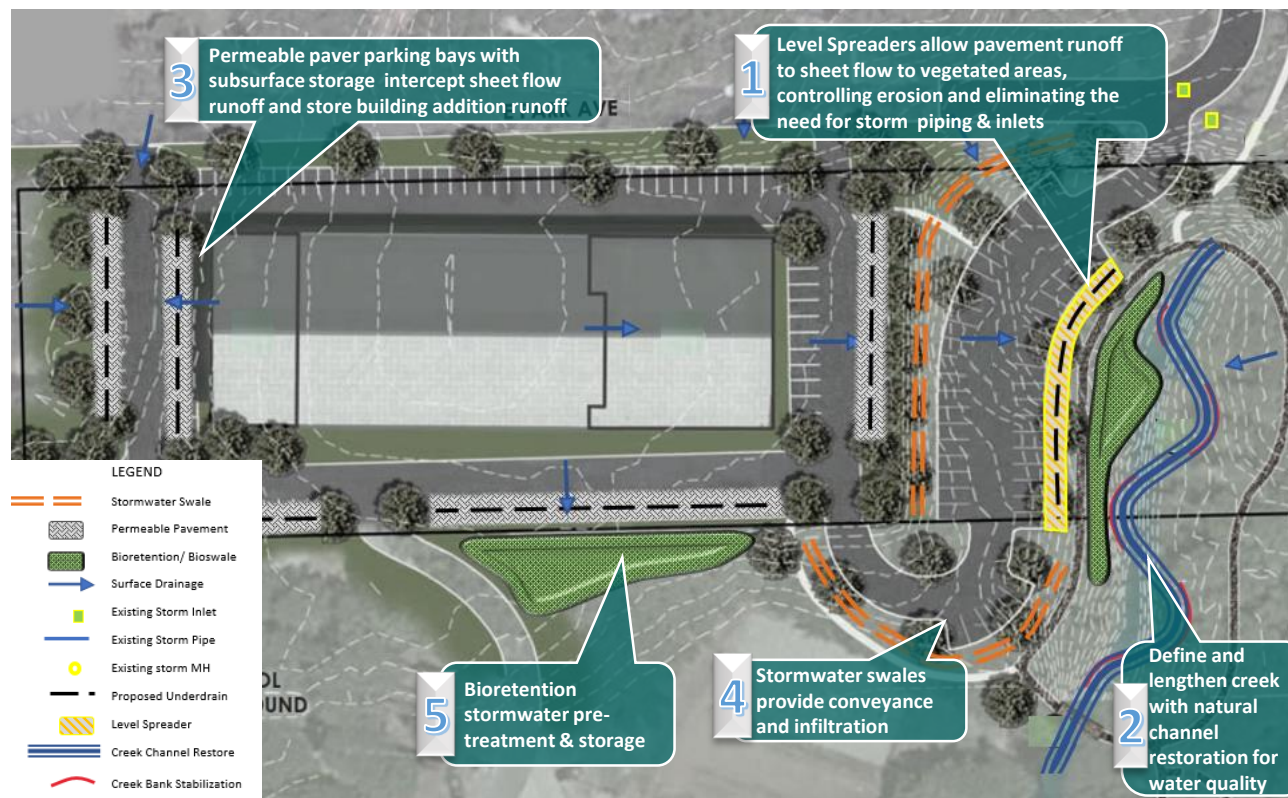 3
Permeable paver parking bays with
subsurface storage intercept sheet flow
runoff and store building addition runoff
1
Level Spreaders allow pavement runoff
to sheet flow to vegetated areas,
controlling erosion and eliminating the
need for storm piping & inlets
AVE
LEGEND
Stormwater Swale
Permeable Pavement
Bioretention/ Bioswale
Surface Drainage
Existing Storm Inlet
Existing Storm Pipe
Existing storm MH
Proposed Underdrain
Level Spreader
Creek Channel Restore
Creek Bank Stabilization
OL
UND
5
Bioretention
stormwater pre-
treatment & storage
4
Stormwater swales
provide conveyance
and infiltration
2
Define and
lengthen creek
with natural
channel
restoration for
water quality